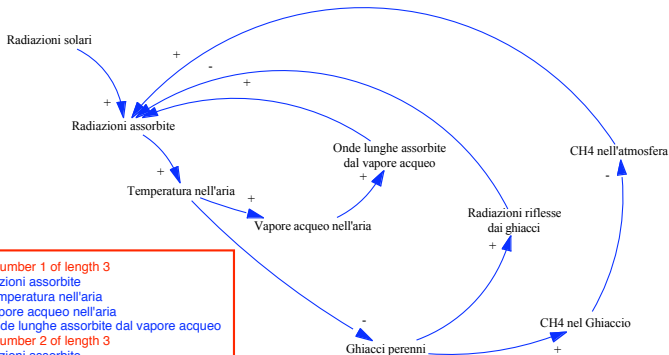 Radiazioni solari
+
-
+
+
Radiazioni assorbite
Onde lunghe assorbite
dal vapore acqueo
CH4 nell'atmosfera
+
+
-
Temperatura nell'aria
+
Vapore acqueo nell'aria
Radiazioni riflesse
dai ghiacci
+
umber 1 of length 3
zioni assorbite
mperatura nell'aria
pore acqueo nell'aria
de lunghe assorbite dal vapore acqueo
umber 2 of length 3
-
CH4 nel Ghiaccio
Ghiacci perenni
+